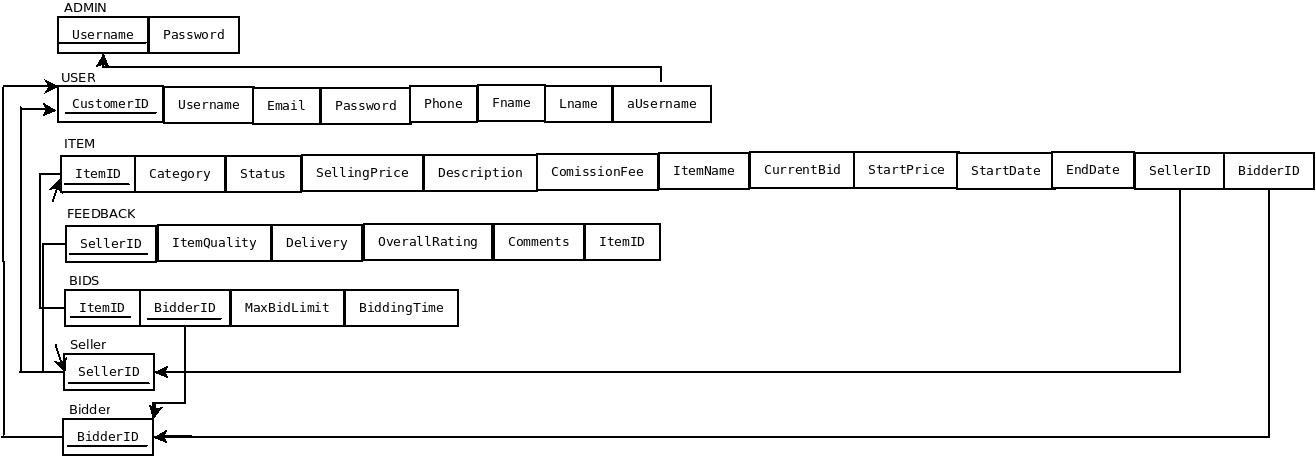 ADMIN
Username Password
USER
CustomerID Username Email Password Phone Fname Lname aUsername
ITEM
ItemID Category Status SellingPrice Description ComissionFee ItemName CurrentBid StartPrice StartDate EndDate SellerID BidderID
FEEDBACK
SellerID ItemQuality Delivery OverallRating Comments ItemID
BIDS
ItemID BidderID MaxBidLimit BiddingTime
Seller
SellerID
Bidder
BidderID